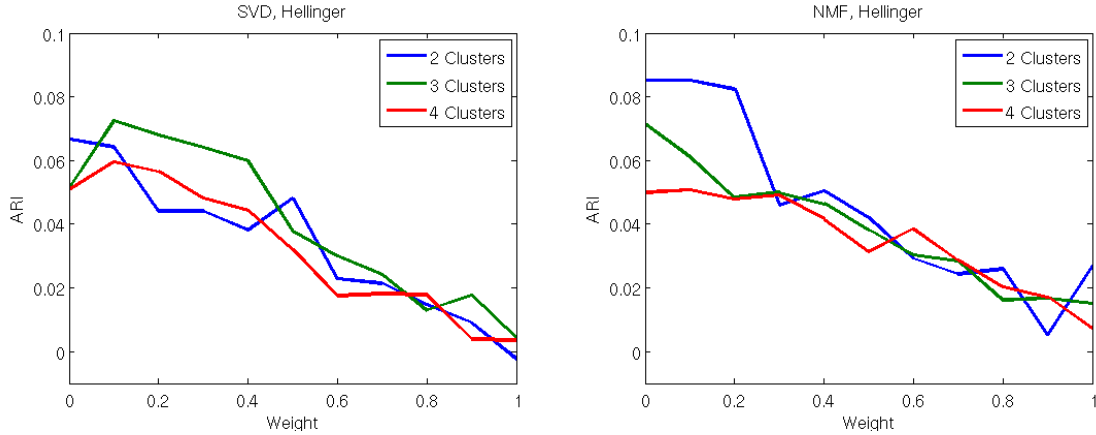 SVD, Hellinger
0.1
0.08
0.06
0.04
0.02
0
ARI
2 Clusters
3 Clusters
4 Clusters
0 0.2 0.4 0.6 0.8 1
Weight
NMF, Hellinger
0.1
0.08
0.06
0.04
0.02
0
ARI
2 Clusters
3 Clusters
4 Clusters
0 0.2 0.4 0.6 0.8 1
Weight